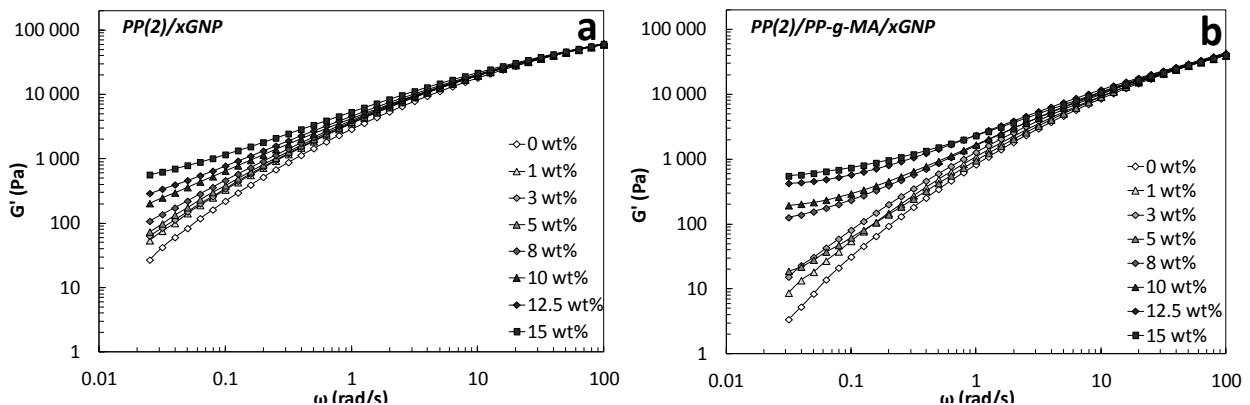 PP(2)/xGNP
a
100 000
10 000
1 000
100
10
1
G' (Pa)
0 wt%
1 wt%
3 wt%
5 wt%
8 wt%
10 wt%
12.5 wt%
15 wt%
0.01
0.1
1
10
100
ω (rad/s)
PP(2)/PP-g-MA/xGNP
b
100 000
10 000
1 000
100
10
1
G' (Pa)
0 wt%
1 wt%
3 wt%
5 wt%
8 wt%
10 wt%
12.5 wt%
15 wt%
0.01
0.1
1
10
100
ω (rad/s)